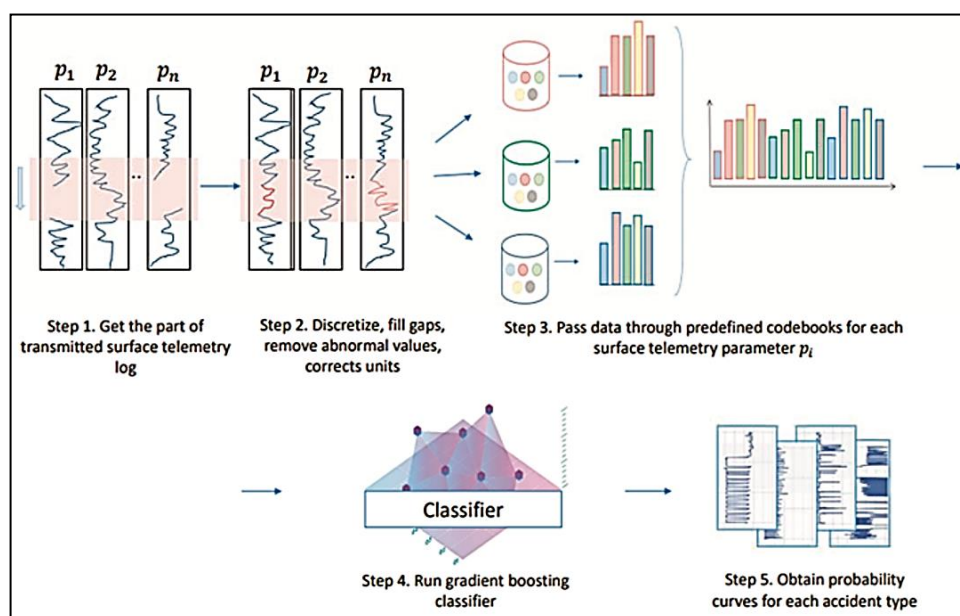 p₁ p₂ pₙ
p₁ p₂ pₙ
..
..
Step 1. Get the part of
transmitted surface telemetry
log
Step 2. Discretize, fill gaps,
remove abnormal values,
corrects units
Step 3. Pass data through predefined codebooks for each
surface telemetry parameter pᵢ
Classifier
Step 4. Run gradient boosting
classifier
Step 5. Obtain probability
curves for each accident type